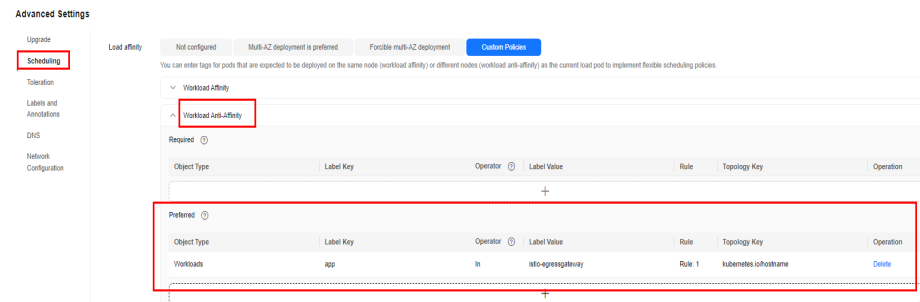 Advanced Settings
Upgrade
Scheduling
Toleration
Labels and
Annotations
DNS
Network
Configuration
Load affinity
Not configured
Multi-AZ deployment is preferred
Forcible multi-AZ deployment
Custom Policies
You can enter tags for pods that are expected to be deployed on the same node (workload affinity) or different nodes (workload anti-affinity) as the current load pod to implement flexible scheduling policies.
Workload Affinity
Workload Anti-Affinity
Required ?
Object Type Label Key Operator ? Label Value Rule Topology Key Operation
+
Preferred ?
Object Type Label Key Operator ? Label Value Rule Topology Key Operation
Workloads app In istio-egressgateway Rule: 1 kubernetes.io/hostname Delete
+